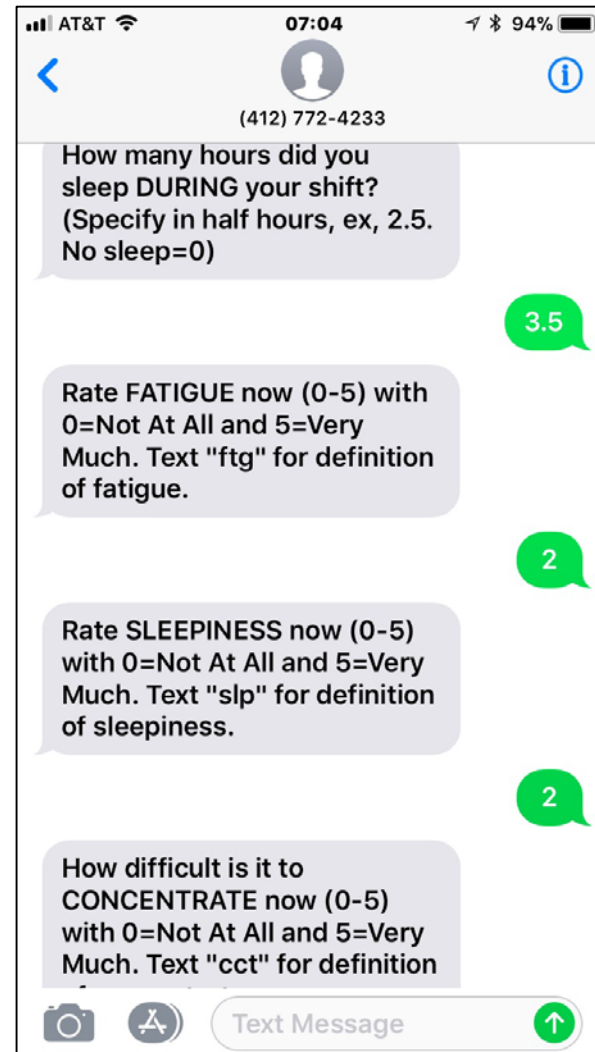 AT&T 07:04 94%
(412) 772-4233
How many hours did you
sleep DURING your shift?
(Specify in half hours, ex, 2.5.
No sleep=0)
3.5
Rate FATIGUE now (0-5) with
0=Not At All and 5=Very
Much. Text "ftg" for definition
of fatigue.
2
Rate SLEEPINESS now (0-5)
with 0=Not At All and 5=Very
Much. Text "slp" for definition
of sleepiness.
2
How difficult is it to
CONCENTRATE now (0-5)
with 0=Not At All and 5=Very
Much. Text "cct" for definition
Text Message